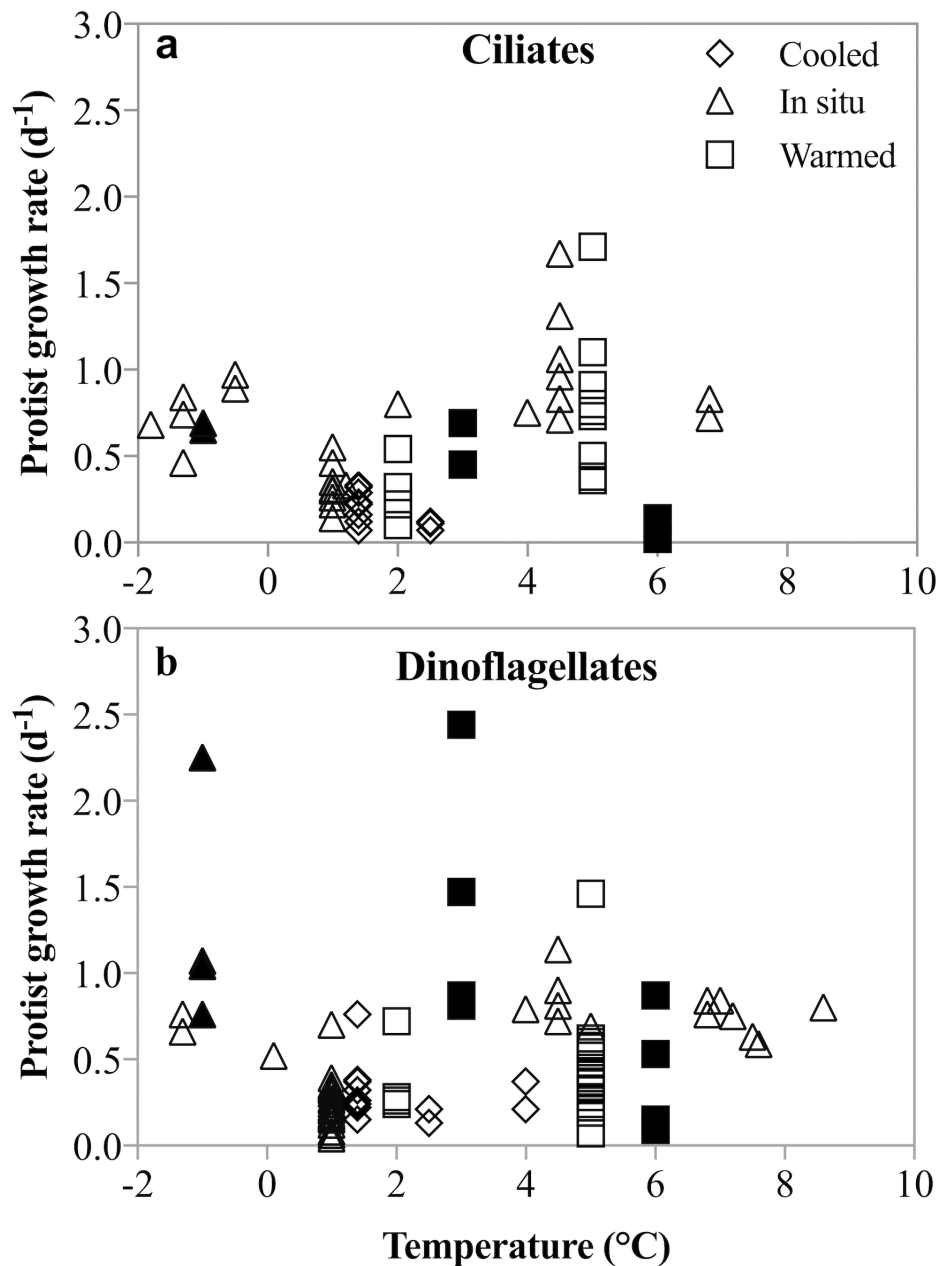 a
Ciliates
Cooled
In situ
Warmed
Protist growth rate (d-1)
3.0
2.5
2.0
1.5
1.0
0.5
0.0
-2 0 2 4 6 8 10
b
Dinoflagellates
Protist growth rate (d-1)
3.0
2.5
2.0
1.5
1.0
0.5
0.0
-2 0 2 4 6 8 10
Temperature (°C)